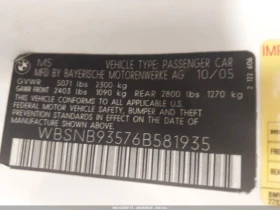 M5 VEHICLE TYPE: PASSENGER CAR
MFD BY BAYERISCHE MOTORENWERKE AG 10/05
GVWR 5071 lbs 2300 kg
GAWR FRONT 2403 lbs 1090 kg REAR 2800 lbs 1270 kg
THIS VEHICLE CONFORMS TO ALL APPLICABLE
FEDERAL MOTOR VEHICLE SAFETY, BUMPER AND THEFT
PREVENTION STANDARDS IN EFFECT ON THE DATE OF
MANUFACTURE SHOWN ABOVE
WBSNB93576B581935